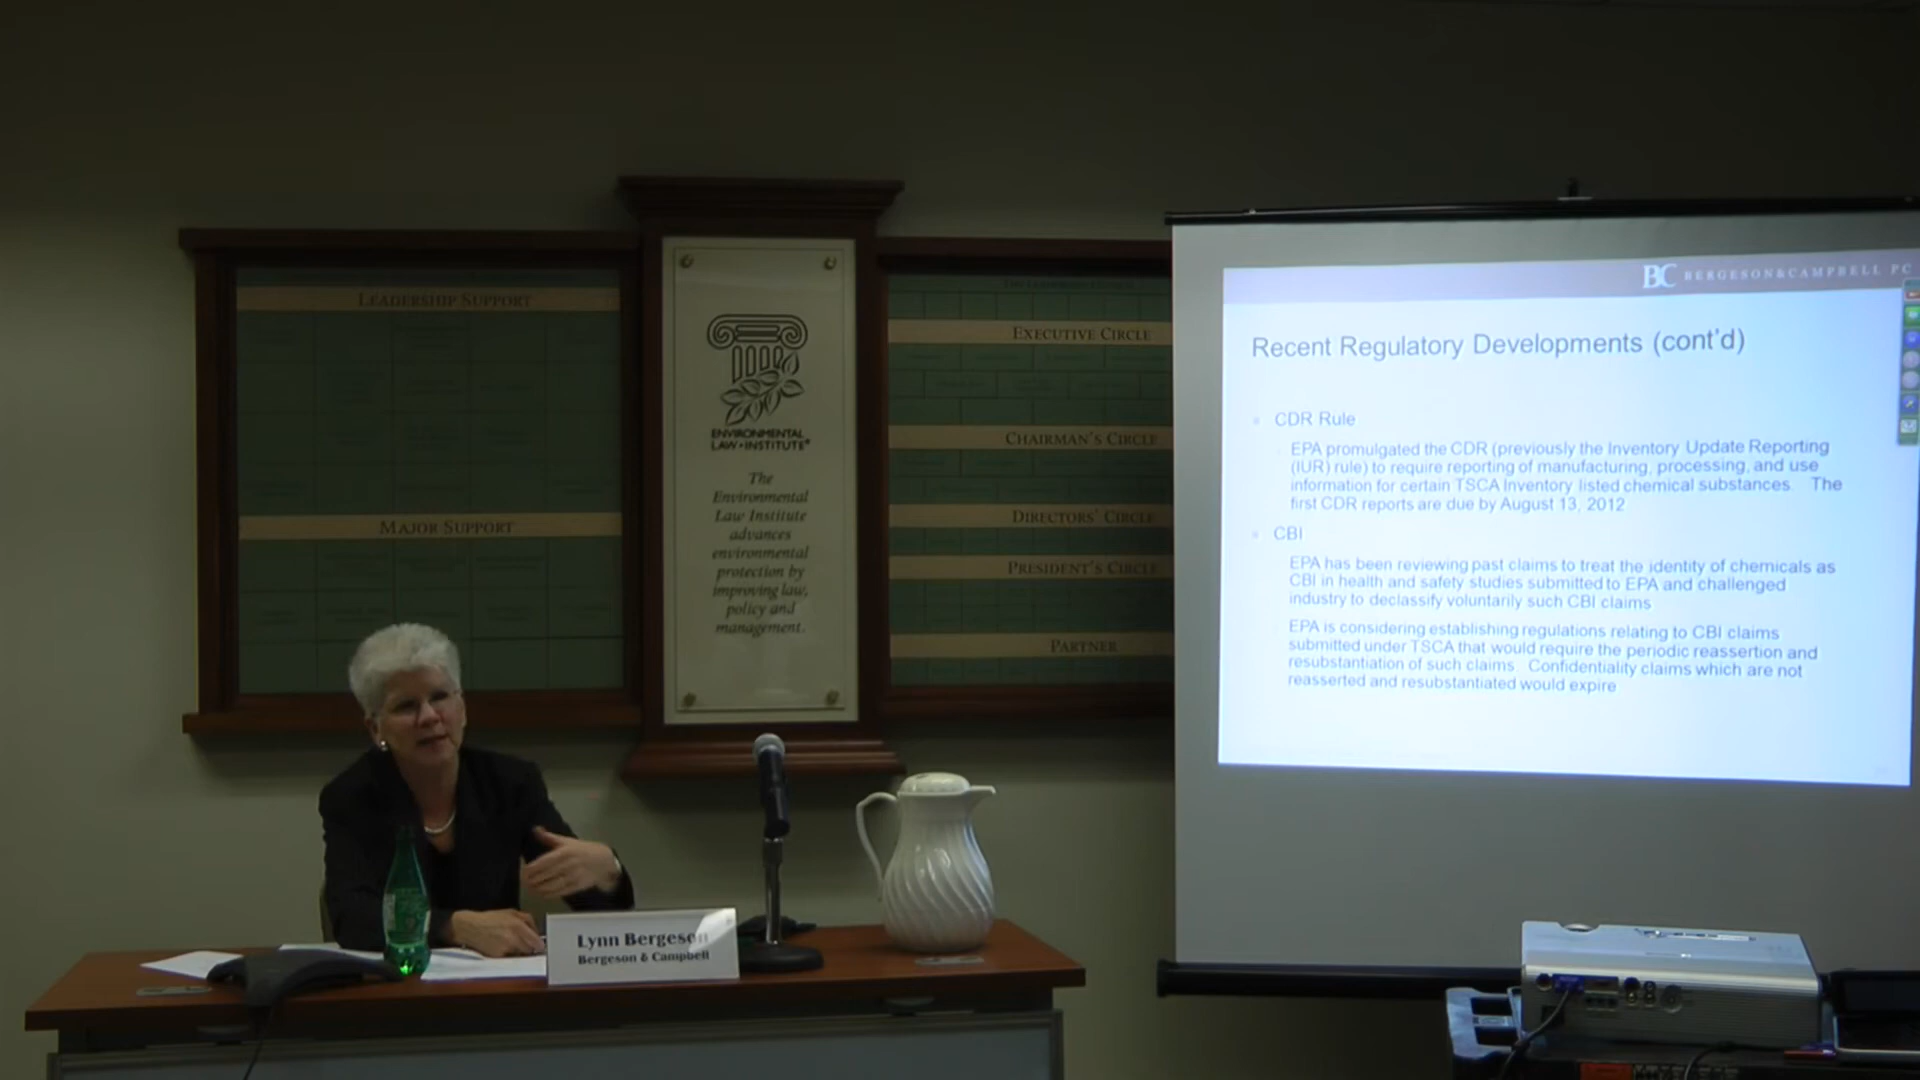 LEADERSHIP SUPPORT
MAJOR SUPPORT
ENVIRONMENTAL
LAW • INSTITUTE®
The
Environmental
Law Institute
advances
environmental
protection by
improving law,
policy and
management.
EXECUTIVE CIRCLE
CHAIRMAN'S CIRCLE
DIRECTORS' CIRCLE
PRESIDENT'S CIRCLE
PARTNER
BC BERGESON & CAMPBELL PC
Recent Regulatory Developments (cont'd)
CDR Rule
EPA promulgated the CDR (previously the Inventory Update Reporting
(IUR) rule) to require reporting of manufacturing, processing, and use
information for certain TSCA Inventory listed chemical substances. The
first CDR reports are due by August 13, 2012
CBI
EPA has been reviewing past claims to treat the identity of chemicals as
CBI in health and safety studies submitted to EPA and challenged
industry to declassify voluntarily such CBI claims
EPA is considering establishing regulations relating to CBI claims
submitted under TSCA that would require the periodic reassertion and
resubstantiation of such claims. Confidentiality claims which are not
reasserted and resubstantiated would expire
Lynn Bergeson
Bergeson & Campbell